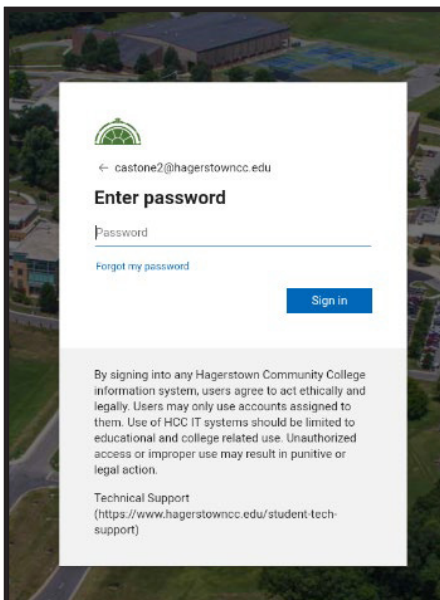 ← castone2@hagerstowncc.edu
Enter password
Password
Forgot my password
Sign in
By signing into any Hagerstown Community College
information system, users agree to act ethically and
legally. Users may only use accounts assigned to
them. Use of HCC IT systems should be limited to
educational and college related use. Unauthorized
access or improper use may result in punitive or
legal action.
Technical Support
(https://www.hagerstowncc.edu/student-tech-
support)